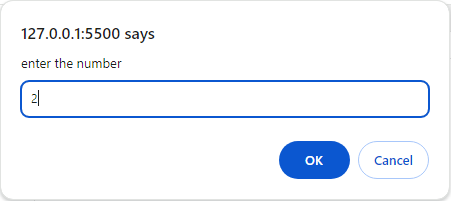 127.0.0.1:5500 says
enter the number
2
OK
Cancel